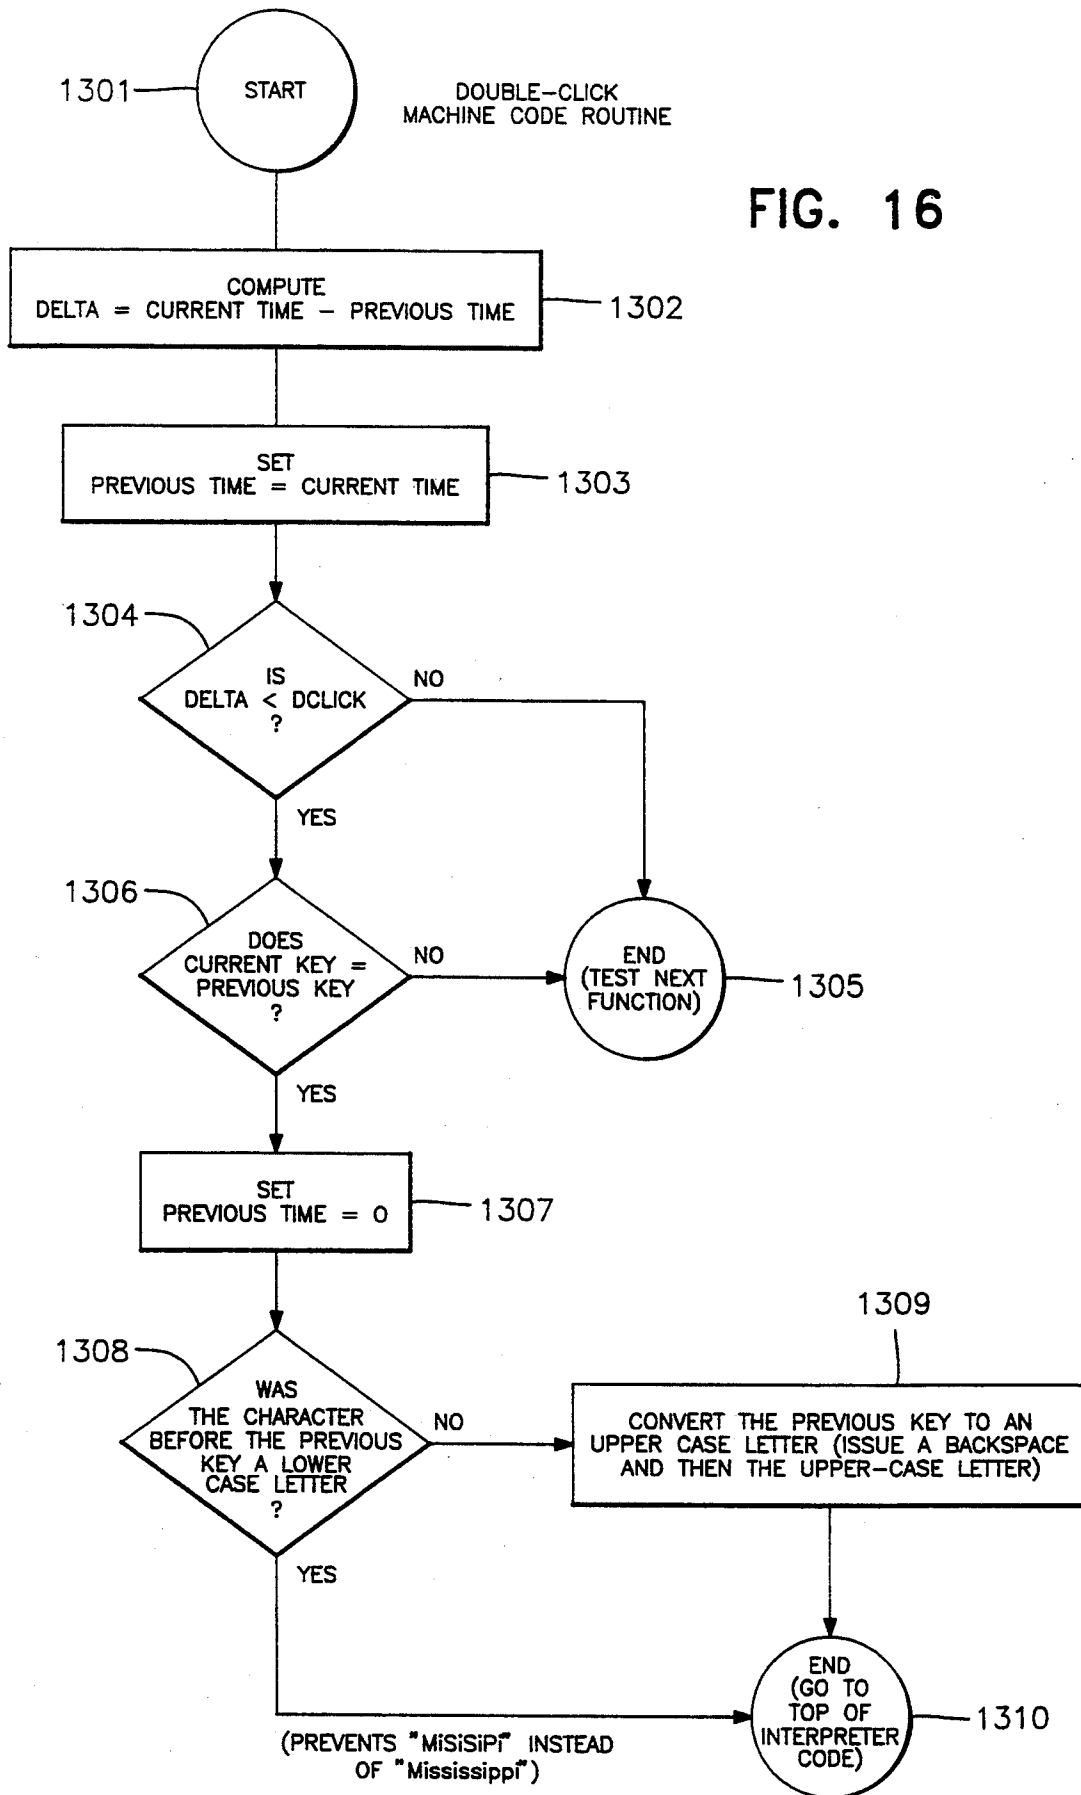 1301
START
DOUBLE-CLICK
MACHINE CODE ROUTINE
FIG. 16
COMPUTE
DELTA = CURRENT TIME - PREVIOUS TIME
1302
SET
PREVIOUS TIME = CURRENT TIME
1303
1304
IS
DELTA < DCLICK
?
NO
YES
1306
DOES
CURRENT KEY =
PREVIOUS KEY
?
NO
END
(TEST NEXT
FUNCTION)
1305
YES
SET
PREVIOUS TIME = 0
1307
1308
WAS
THE CHARACTER
BEFORE THE PREVIOUS
KEY A LOWER
CASE LETTER
?
NO
1309
CONVERT THE PREVIOUS KEY TO AN
UPPER CASE LETTER (ISSUE A BACKSPACE
AND THEN THE UPPER-CASE LETTER)
YES
END
(GO TO
TOP OF
INTERPRETER
CODE)
1310
(PREVENTS "MiSiSiPi" INSTEAD
OF "Mississippi")